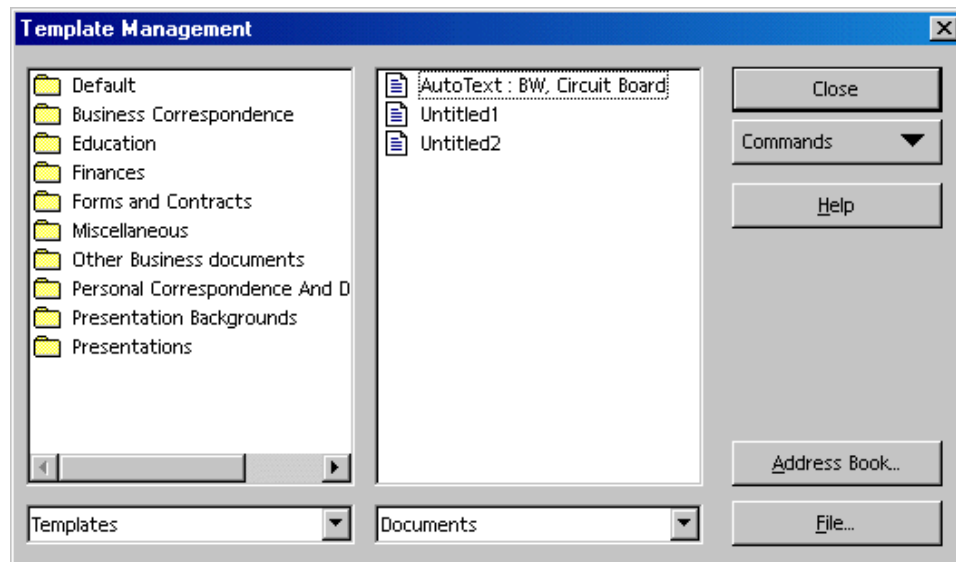 Template Management
Default
Business Correspondence
Education
Finances
Forms and Contracts
Miscellaneous
Other Business documents
Personal Correspondence And D
Presentation Backgrounds
Presentations
Templates
AutoText : BW, Circuit Board
Untitled1
Untitled2
Documents
Close
Commands
Help
Address Book...
File...